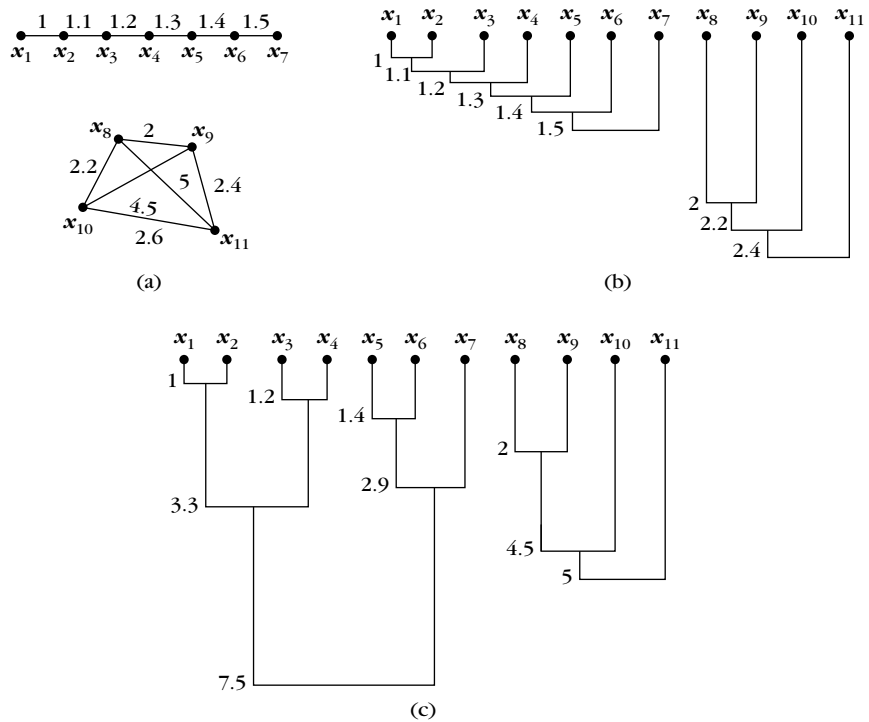 1 1.1 1.2 1.3 1.4 1.5
x₁ x₂ x₃ x₄ x₅ x₆ x₇
x₈ 2 x₉
2.2 5 2.4
4.5
x₁₀ 2.6 x₁₁
(a)
x₁ x₂ x₃ x₄ x₅ x₆ x₇ x₈ x₉ x₁₀ x₁₁
1
1.1
1.2
1.3
1.4
1.5
2
2.2
2.4
(b)
x₁ x₂ x₃ x₄ x₅ x₆ x₇ x₈ x₉ x₁₀ x₁₁
1
1.2
1.4
2
2.9
3.3
4.5
5
7.5
(c)